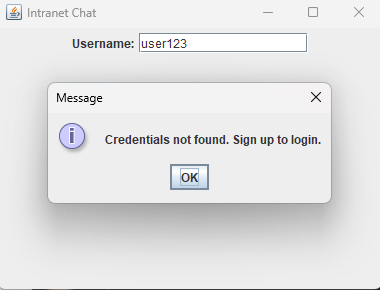 Intranet Chat
Username: user123
Message
Credentials not found. Sign up to login.
OK